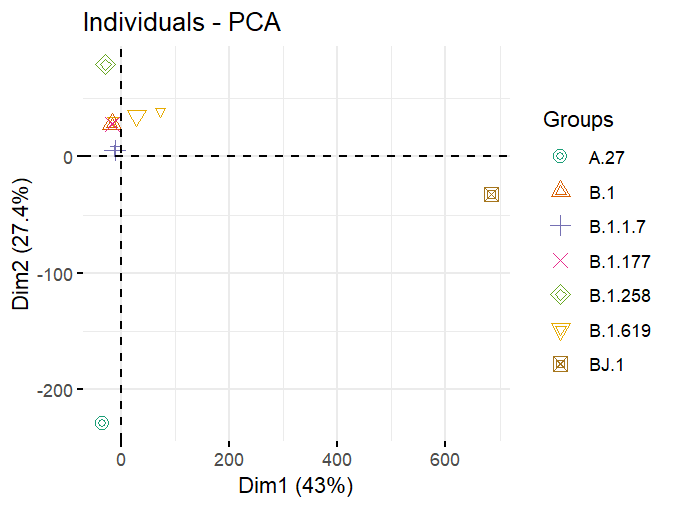 Individuals - PCA
Dim2 (27.4%)
0
-100
-200
0
200
400
600
Dim1 (43%)
Groups
A.27
B.1
B.1.1.7
B.1.177
B.1.258
B.1.619
BJ.1